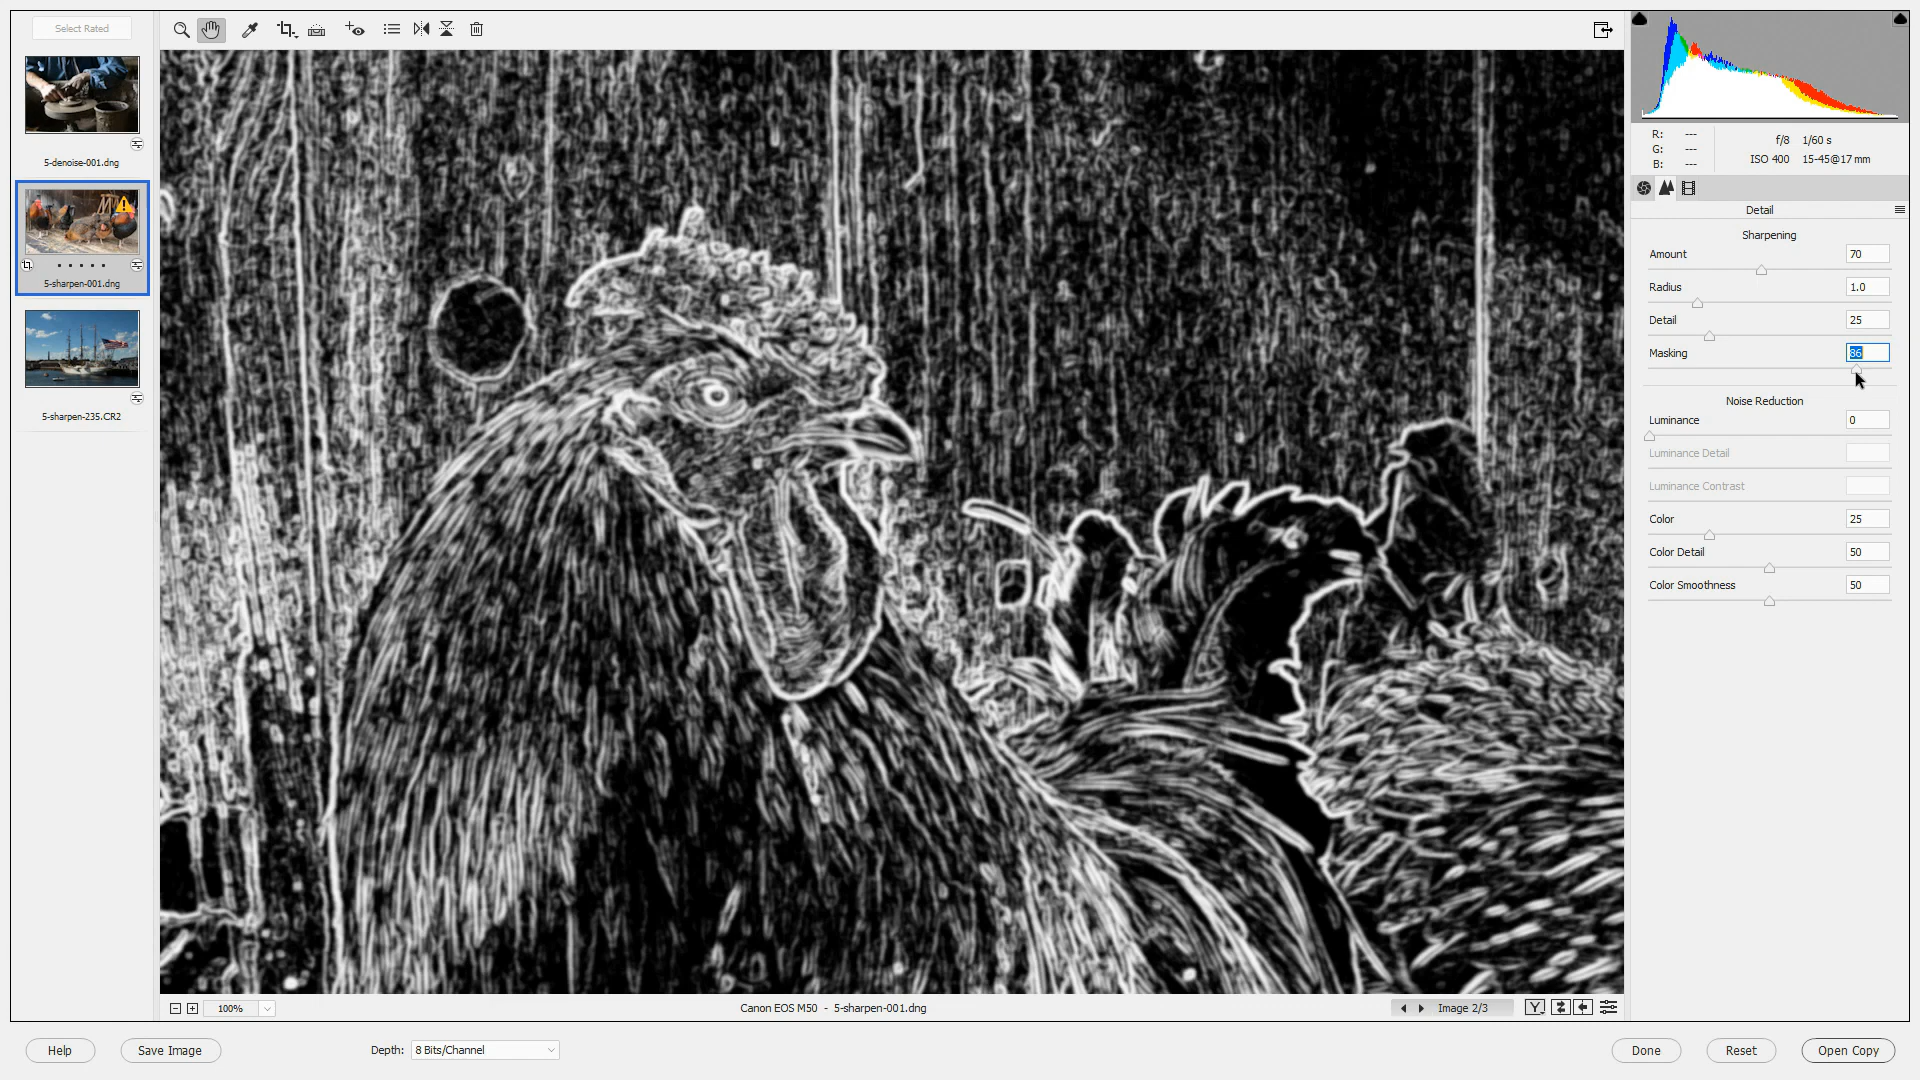 Select Rated
5-denoise-001.dng
5-sharpen-001.dng
5-sharpen-235.CR2
R: ---
G: ---
B: ---
f/8 1/60 s
ISO 400 15-45@17 mm
Detail
Sharpening
Amount 70
Radius 1.0
Detail 25
Masking 86
Noise Reduction
Luminance 0
Luminance Detail
Luminance Contrast
Color 25
Color Detail 50
Color Smoothness 50
100%
Canon EOS M50 - 5-sharpen-001.dng
Image 2/3
Y
Help
Save Image
Depth: 8 Bits/Channel
Done
Reset
Open Copy